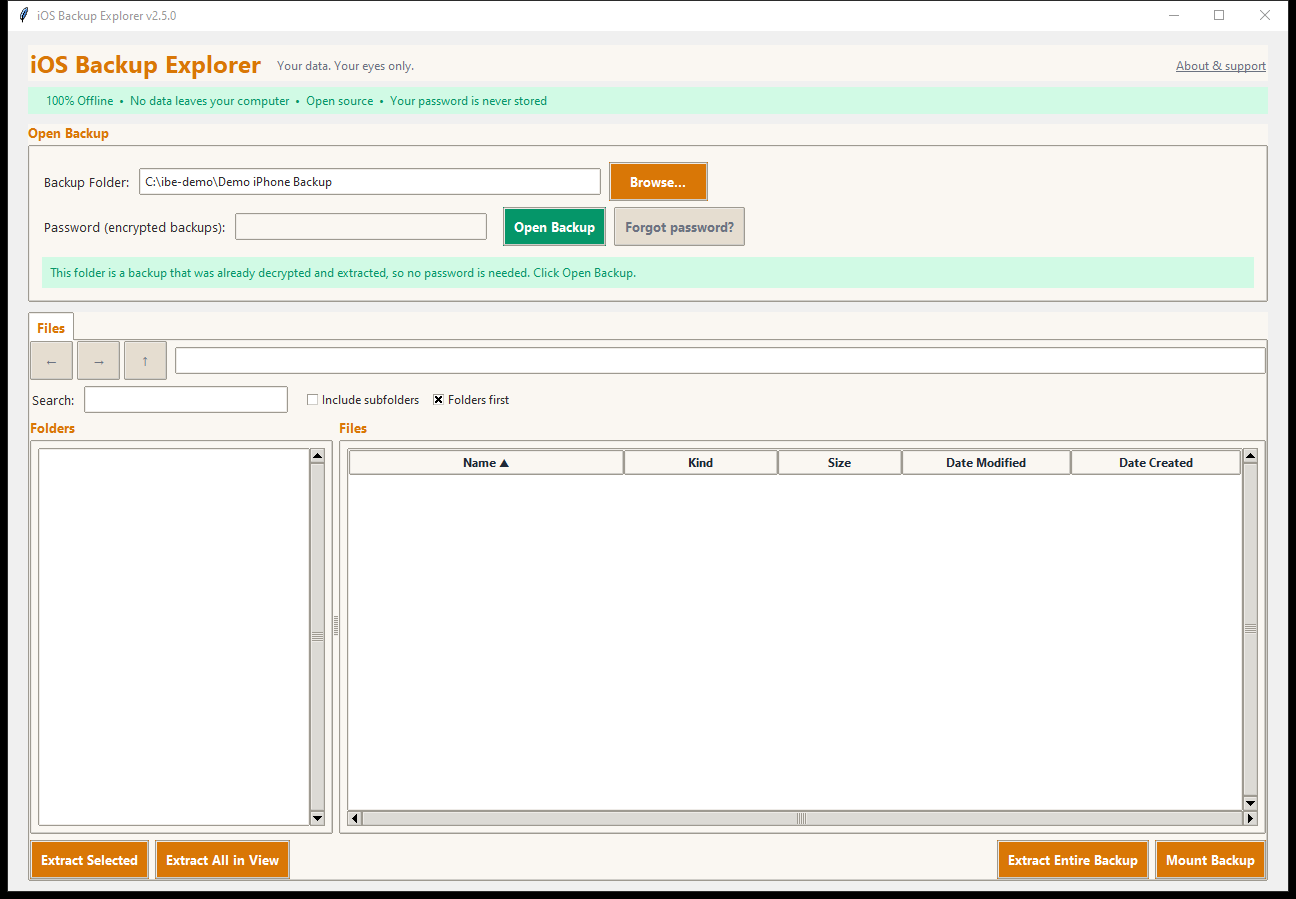 iOS Backup Explorer v2.5.0
iOS Backup Explorer Your data. Your eyes only. About & support
100% Offline • No data leaves your computer • Open source • Your password is never stored
Open Backup
Backup Folder: C:\ibe-demo\Demo iPhone Backup Browse...
Password (encrypted backups): Open Backup Forgot password?
This folder is a backup that was already decrypted and extracted, so no password is needed. Click Open Backup.
Files
← → ↑
Search: Include subfolders Folders first
Folders Files
Name ▲ Kind Size Date Modified Date Created
Extract Selected Extract All in View Extract Entire Backup Mount Backup